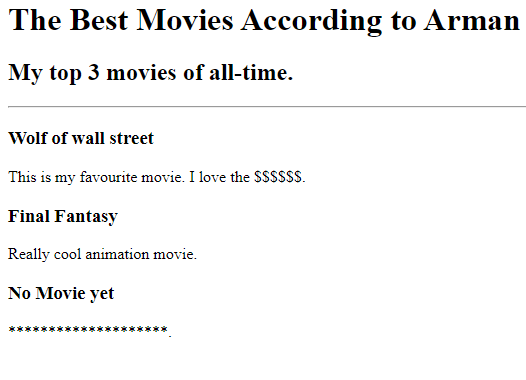 The Best Movies According to Arman
My top 3 movies of all-time.
Wolf of wall street
This is my favourite movie. I love the $$$$$$.
Final Fantasy
Really cool animation movie.
No Movie yet
********************.